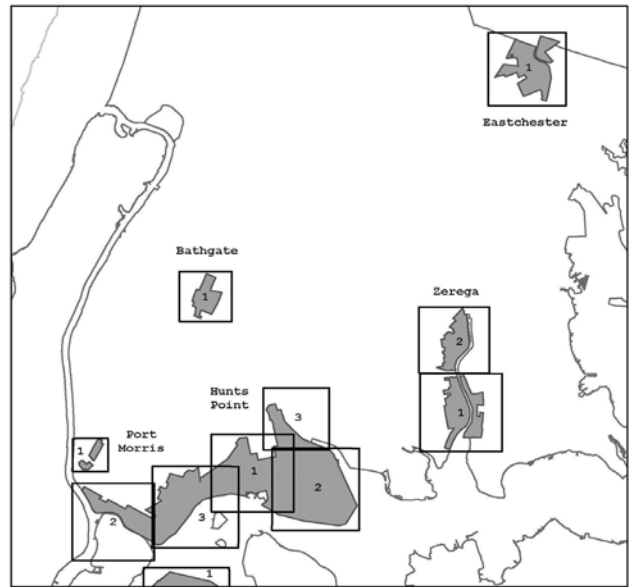 1
Eastchester
Bathgate
1
Zerega
2
1
Hunts
Point
3
1
2
Port
Morris
1
2
3
1